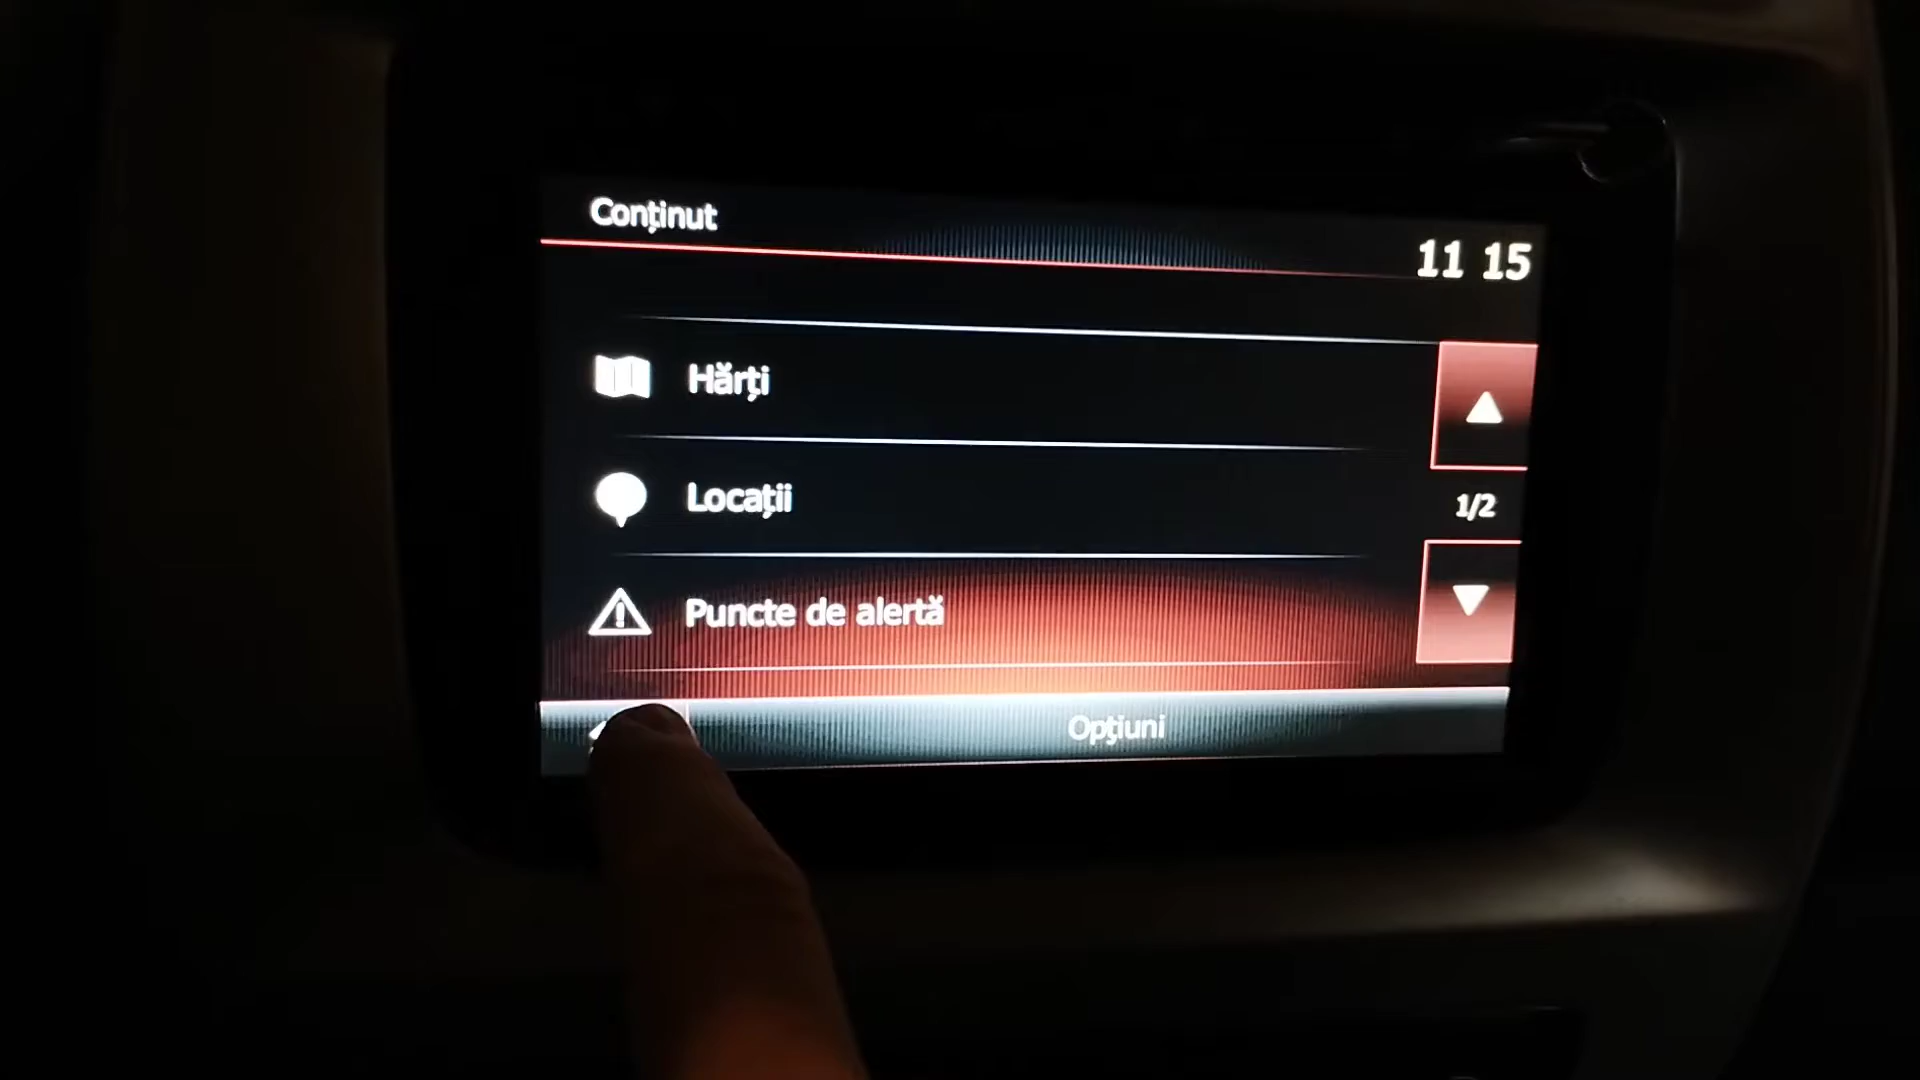 Conținut
11 15
Hărți
Locații
1/2
Puncte de alertă
Opțiuni